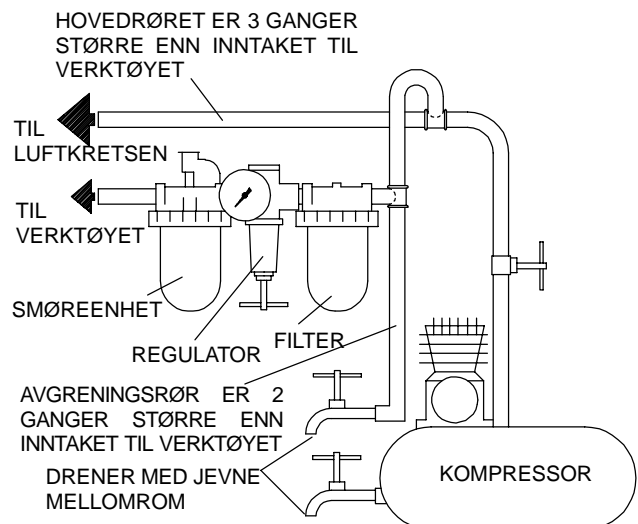 HOVEDRØRET ER 3 GANGER
STØRRE ENN INNTAKET TIL
VERKTØYET
TIL
LUFTKRETSEN
TIL
VERKTØYET
SMØREENHET
REGULATOR
FILTER
AVGRENINGSRØR ER 2
GANGER STØRRE ENN
INNTAKET TIL VERKTØYET
DRENER MED JEVNE
MELLOMROM
KOMPRESSOR